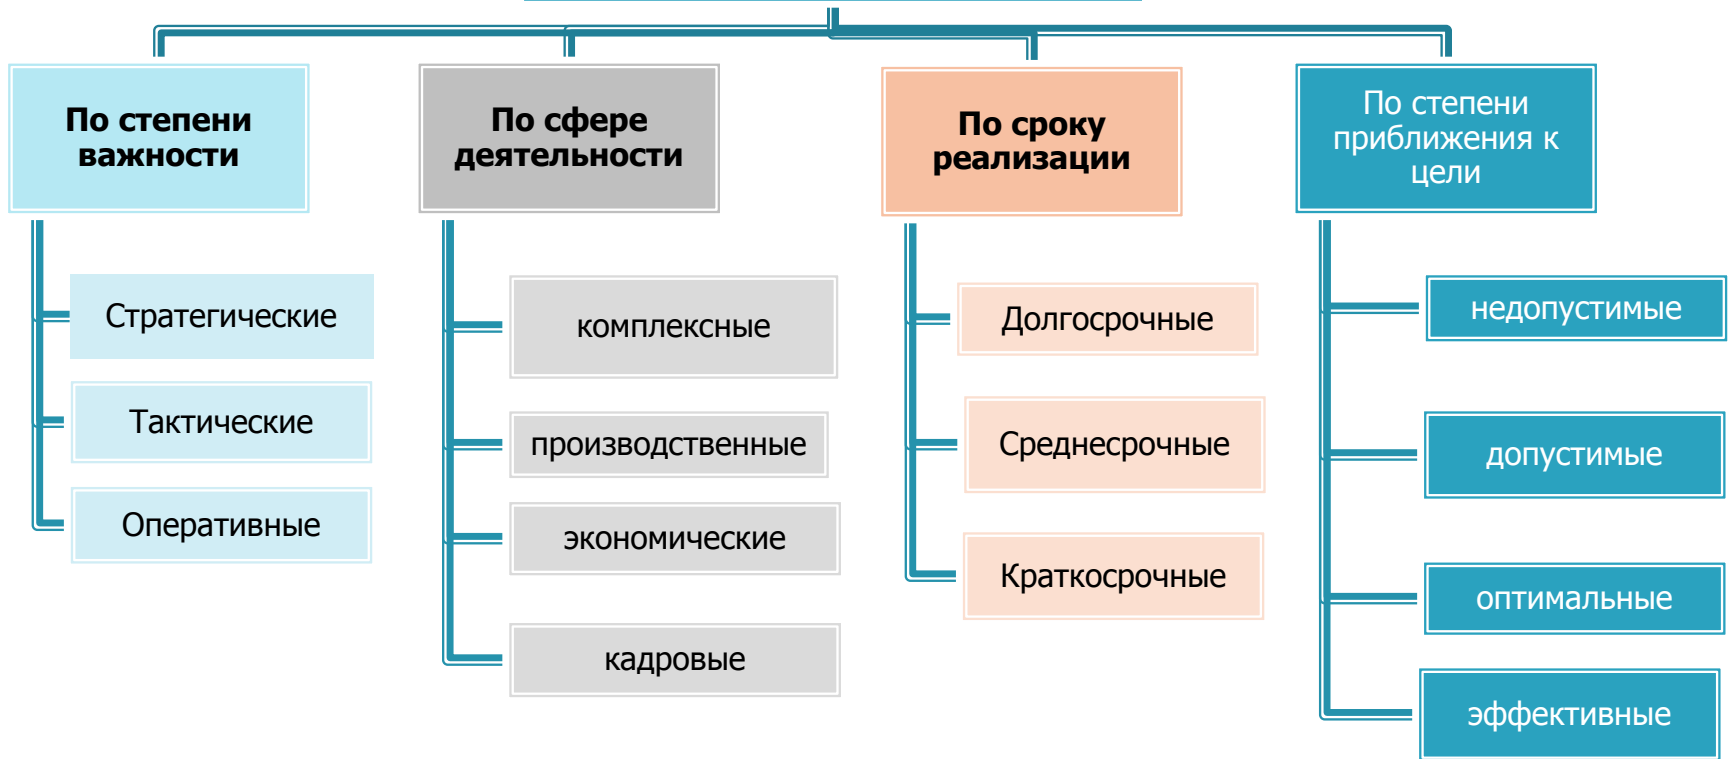 По степени
важности
Стратегические
Тактические
Оперативные
По сфере
деятельности
комплексные
производственные
экономические
кадровые
По сроку
реализации
Долгосрочные
Среднесрочные
Краткосрочные
По степени
приближения к
цели
недопустимые
допустимые
оптимальные
эффективные